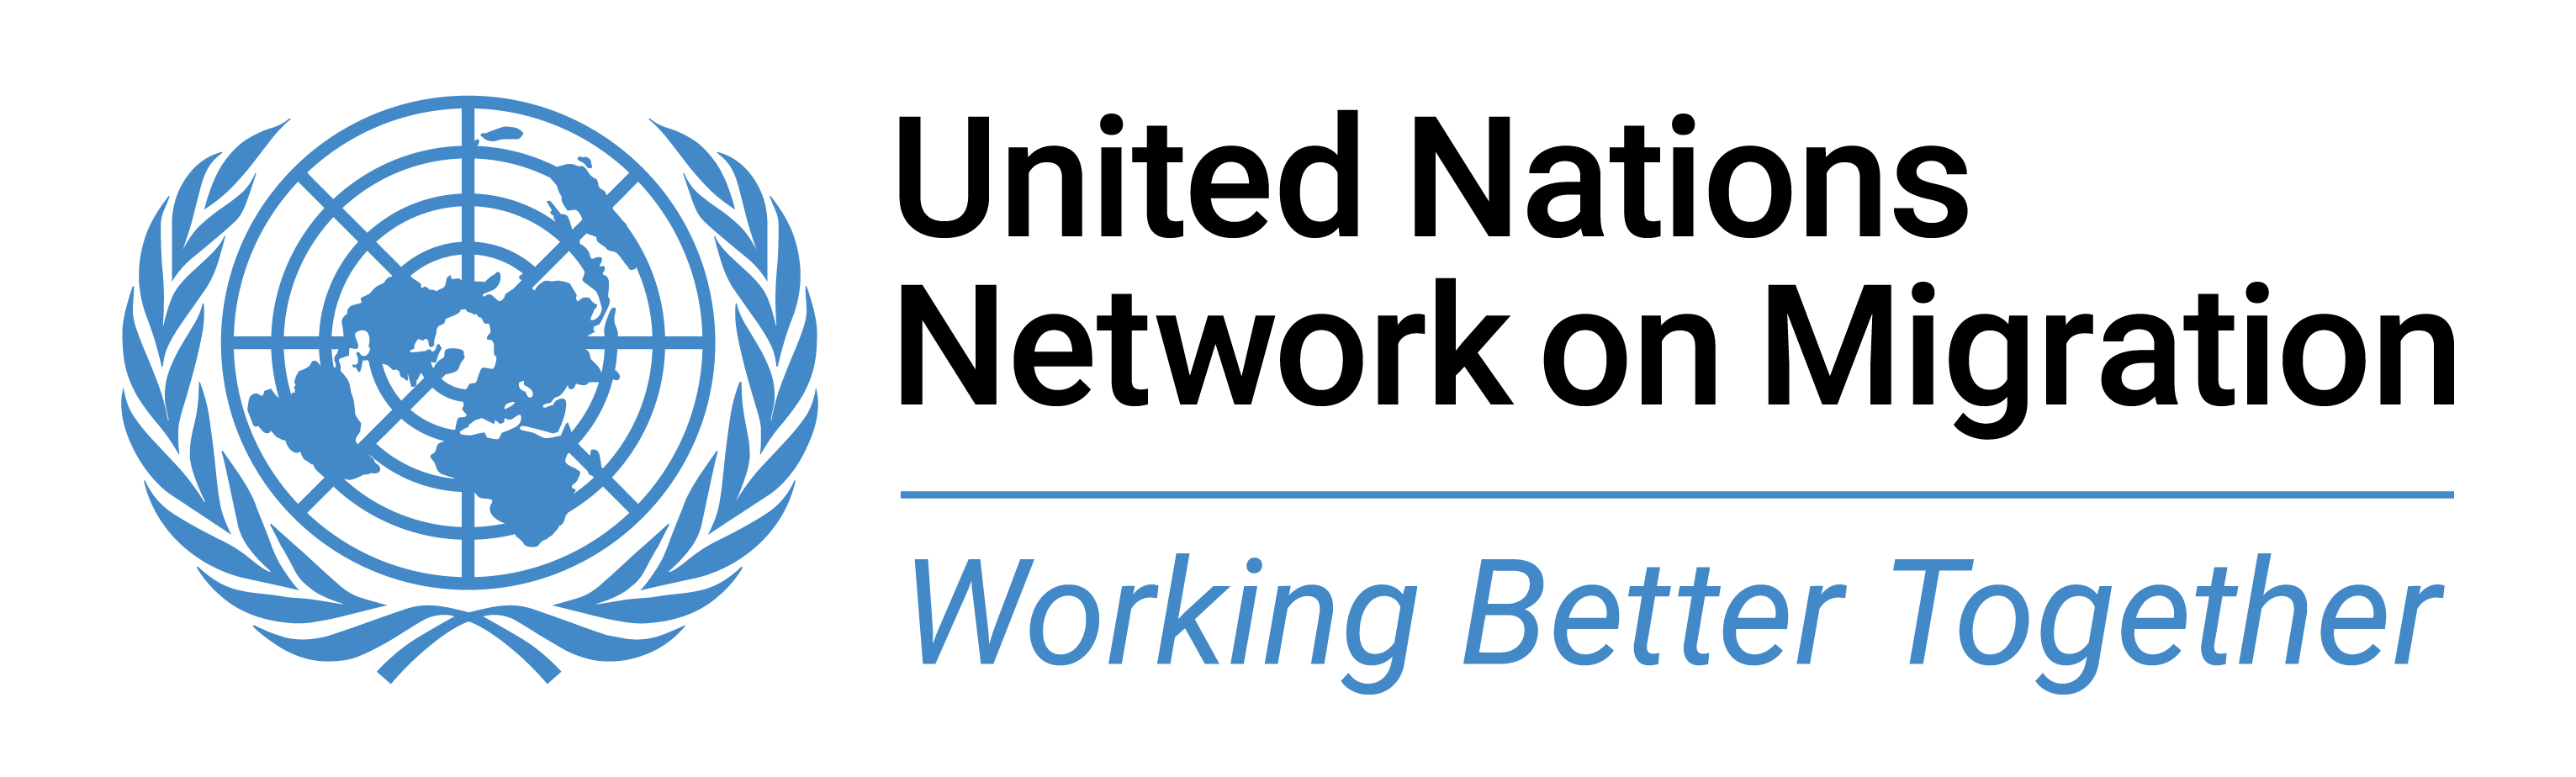 United Nations
Network on Migration
Working Better Together